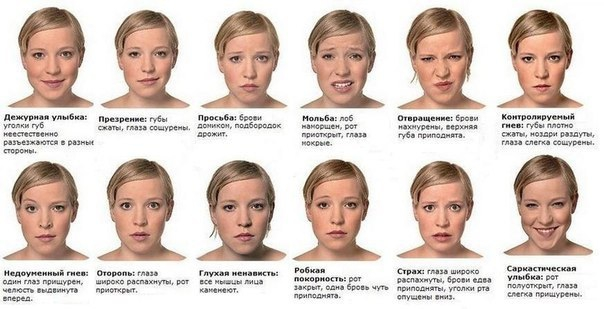 Дежурная улыбка:
уголки губ
неестественно
разъезжаются в разные
стороны.
Презрение: губы
сжаты, глаза сощурены.
Просьба: брови
домиком, подбородок
дрожит.
Мольба: лоб
наморщен, рот
приоткрыт, глаза
мокрые.
Отвращение: брови
нахмурены, верхняя
губа приподнята.
Контролируемый
гнев: губы плотно
сжаты, ноздри раздуты,
глаза слегка сощурены.
Недоуменный гнев:
один глаз прищурен,
челюсть выдвинута
вперед.
Оторопь: глаза
широко распахнуты, рот
приоткрыт.
Глухая ненависть:
все мышцы лица
каменеют.
Робкая
покорность: рот
закрыт, одна бровь чуть
приподнята.
Страх: глаза широко
распахнуты, брови едва
приподняты, уголки рта
опущены вниз.
Саркастическая
улыбка: рот
полуоткрыт, глаза
слегка прищурены.